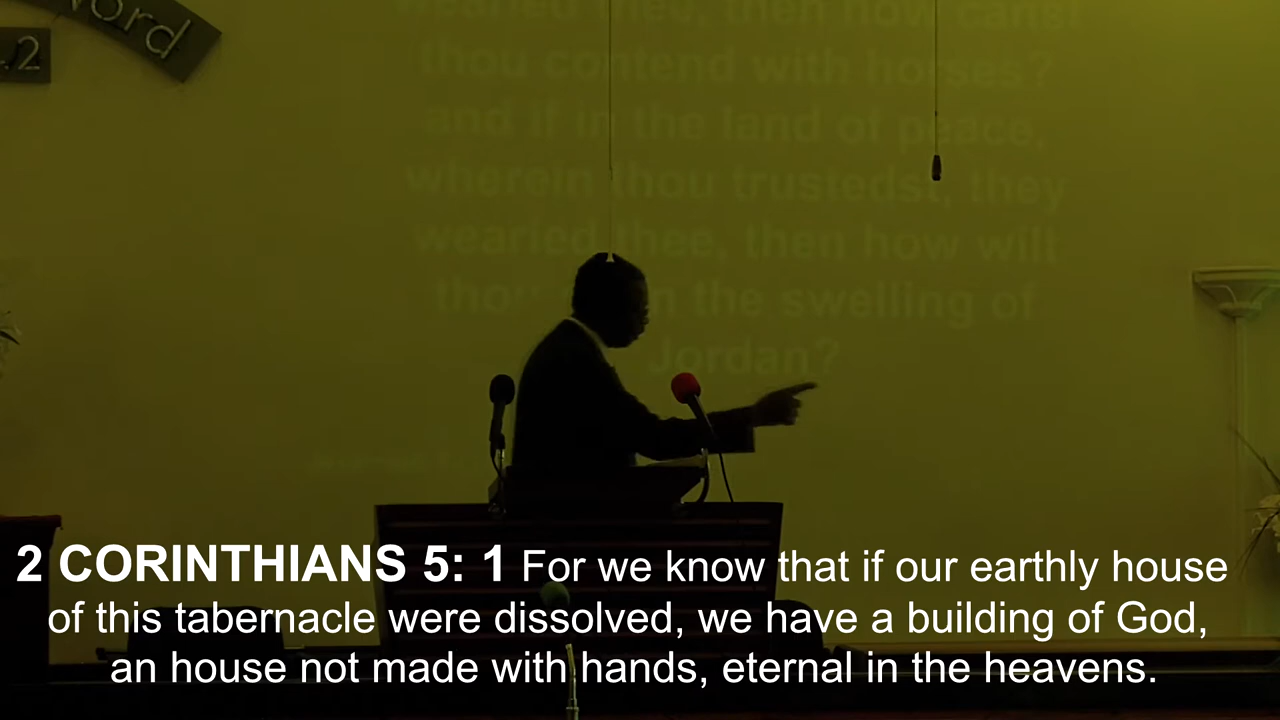 Word
.2
wearied thee, then how canst
thou contend with horses?
and if in the land of peace,
wherein thou trustedst, they
wearied thee, then how will
thou in the swelling of
Jordan?
2 CORINTHIANS 5: 1 For we know that if our earthly house
of this tabernacle were dissolved, we have a building of God,
an house not made with hands, eternal in the heavens.